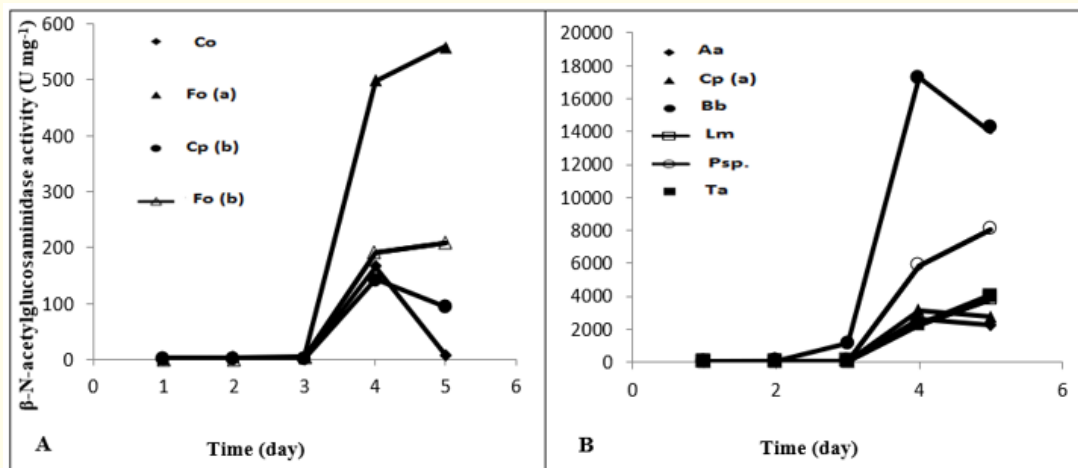 β-N-acetylglucosaminidase activity (U mg⁻¹)
600
500
400
300
200
100
0
0 1 2 3 4 5 6
Co
Fo (a)
Cp (b)
Fo (b)
A
Time (day)
20000
18000
16000
14000
12000
10000
8000
6000
4000
2000
0
0 2 4 6
Aa
Cp (a)
Bb
Lm
Psp.
Ta
B
Time (day)